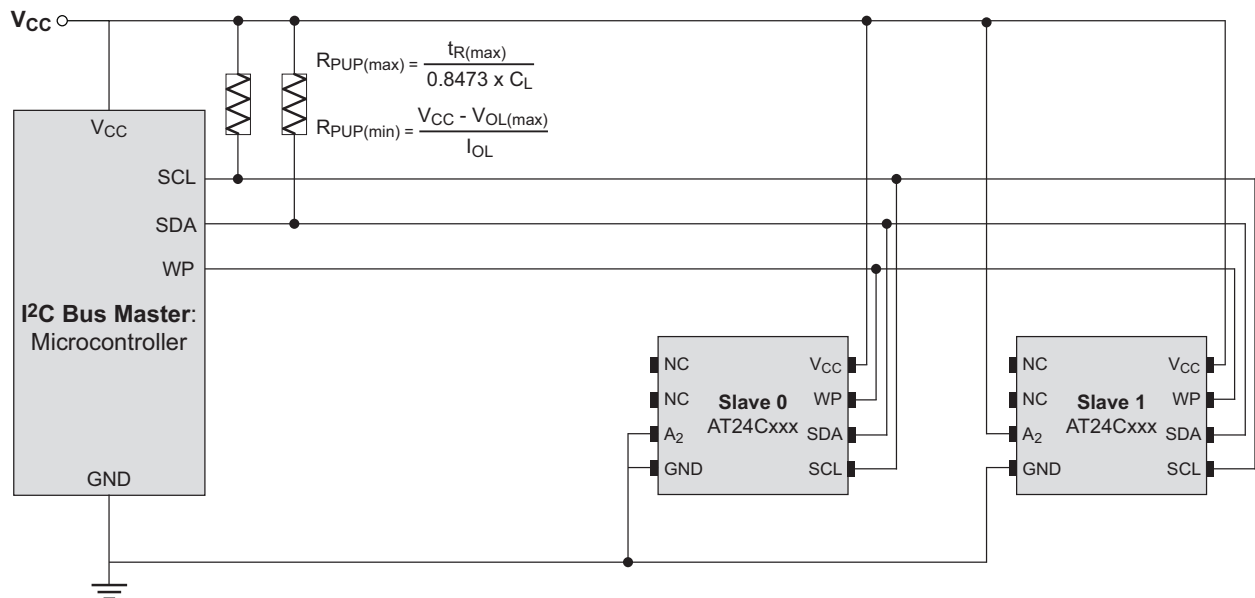 VCC
RPUP(max) = tR(max) / 0.8473 x CL
RPUP(min) = VCC - VOL(max) / IOL
VCC
SCL
SDA
WP
I2C Bus Master:
Microcontroller
GND
NC
NC
A2
GND
Slave 0
AT24Cxxx
VCC
WP
SDA
SCL
NC
NC
A2
GND
Slave 1
AT24Cxxx
VCC
WP
SDA
SCL